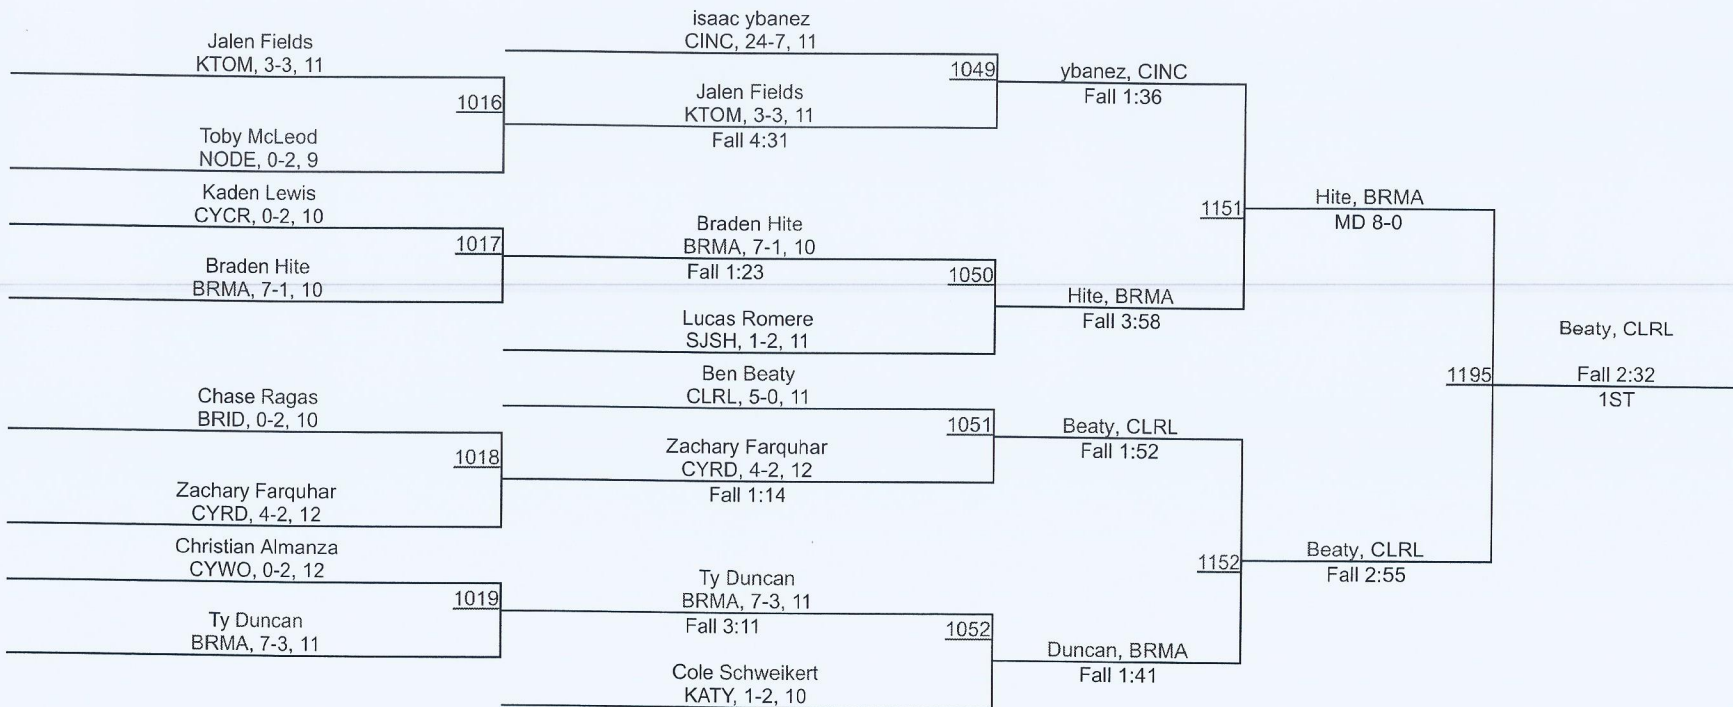 Jalen Fields
KTOM, 3-3, 11
1016
Toby McLeod
NODE, 0-2, 9
Kaden Lewis
CYCR, 0-2, 10
1017
Braden Hite
BRMA, 7-1, 10
Chase Ragas
BRID, 0-2, 10
1018
Zachary Farquhar
CYRD, 4-2, 12
Christian Almanza
CYWO, 0-2, 12
1019
Ty Duncan
BRMA, 7-3, 11
isaac ybanez
CINC, 24-7, 11
1049
Jalen Fields
KTOM, 3-3, 11
Fall 4:31
Braden Hite
BRMA, 7-1, 10
Fall 1:23
1050
Lucas Romere
SJSH, 1-2, 11
Ben Beaty
CLRL, 5-0, 11
1051
Zachary Farquhar
CYRD, 4-2, 12
Fall 1:14
Ty Duncan
BRMA, 7-3, 11
Fall 3:11
1052
Cole Schweikert
KATY, 1-2, 10
ybanez, CINC
Fall 1:36
1151
Hite, BRMA
Fall 3:58
Beaty, CLRL
Fall 1:52
1152
Duncan, BRMA
Fall 1:41
Hite, BRMA
MD 8-0
1195
Beaty, CLRL
Fall 2:55
Beaty, CLRL
Fall 2:32
1ST